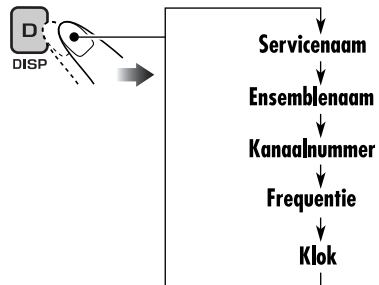 D
DISP
Servicenaam
Ensemblenaam
Kanaalnummer
Frequentie
Klok